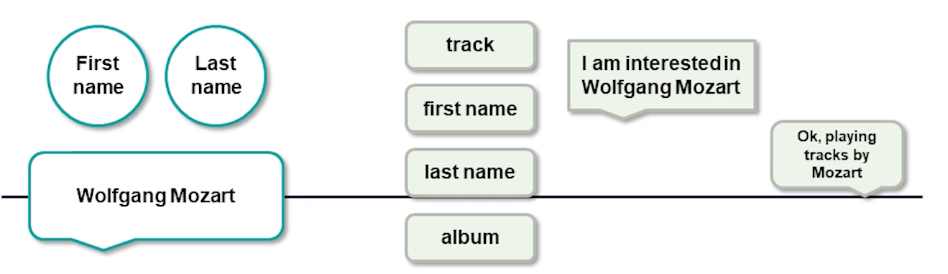 First
name
Last
name
Wolfgang Mozart
track
first name
last name
album
I am interested in
Wolfgang Mozart
Ok, playing
tracks by
Mozart